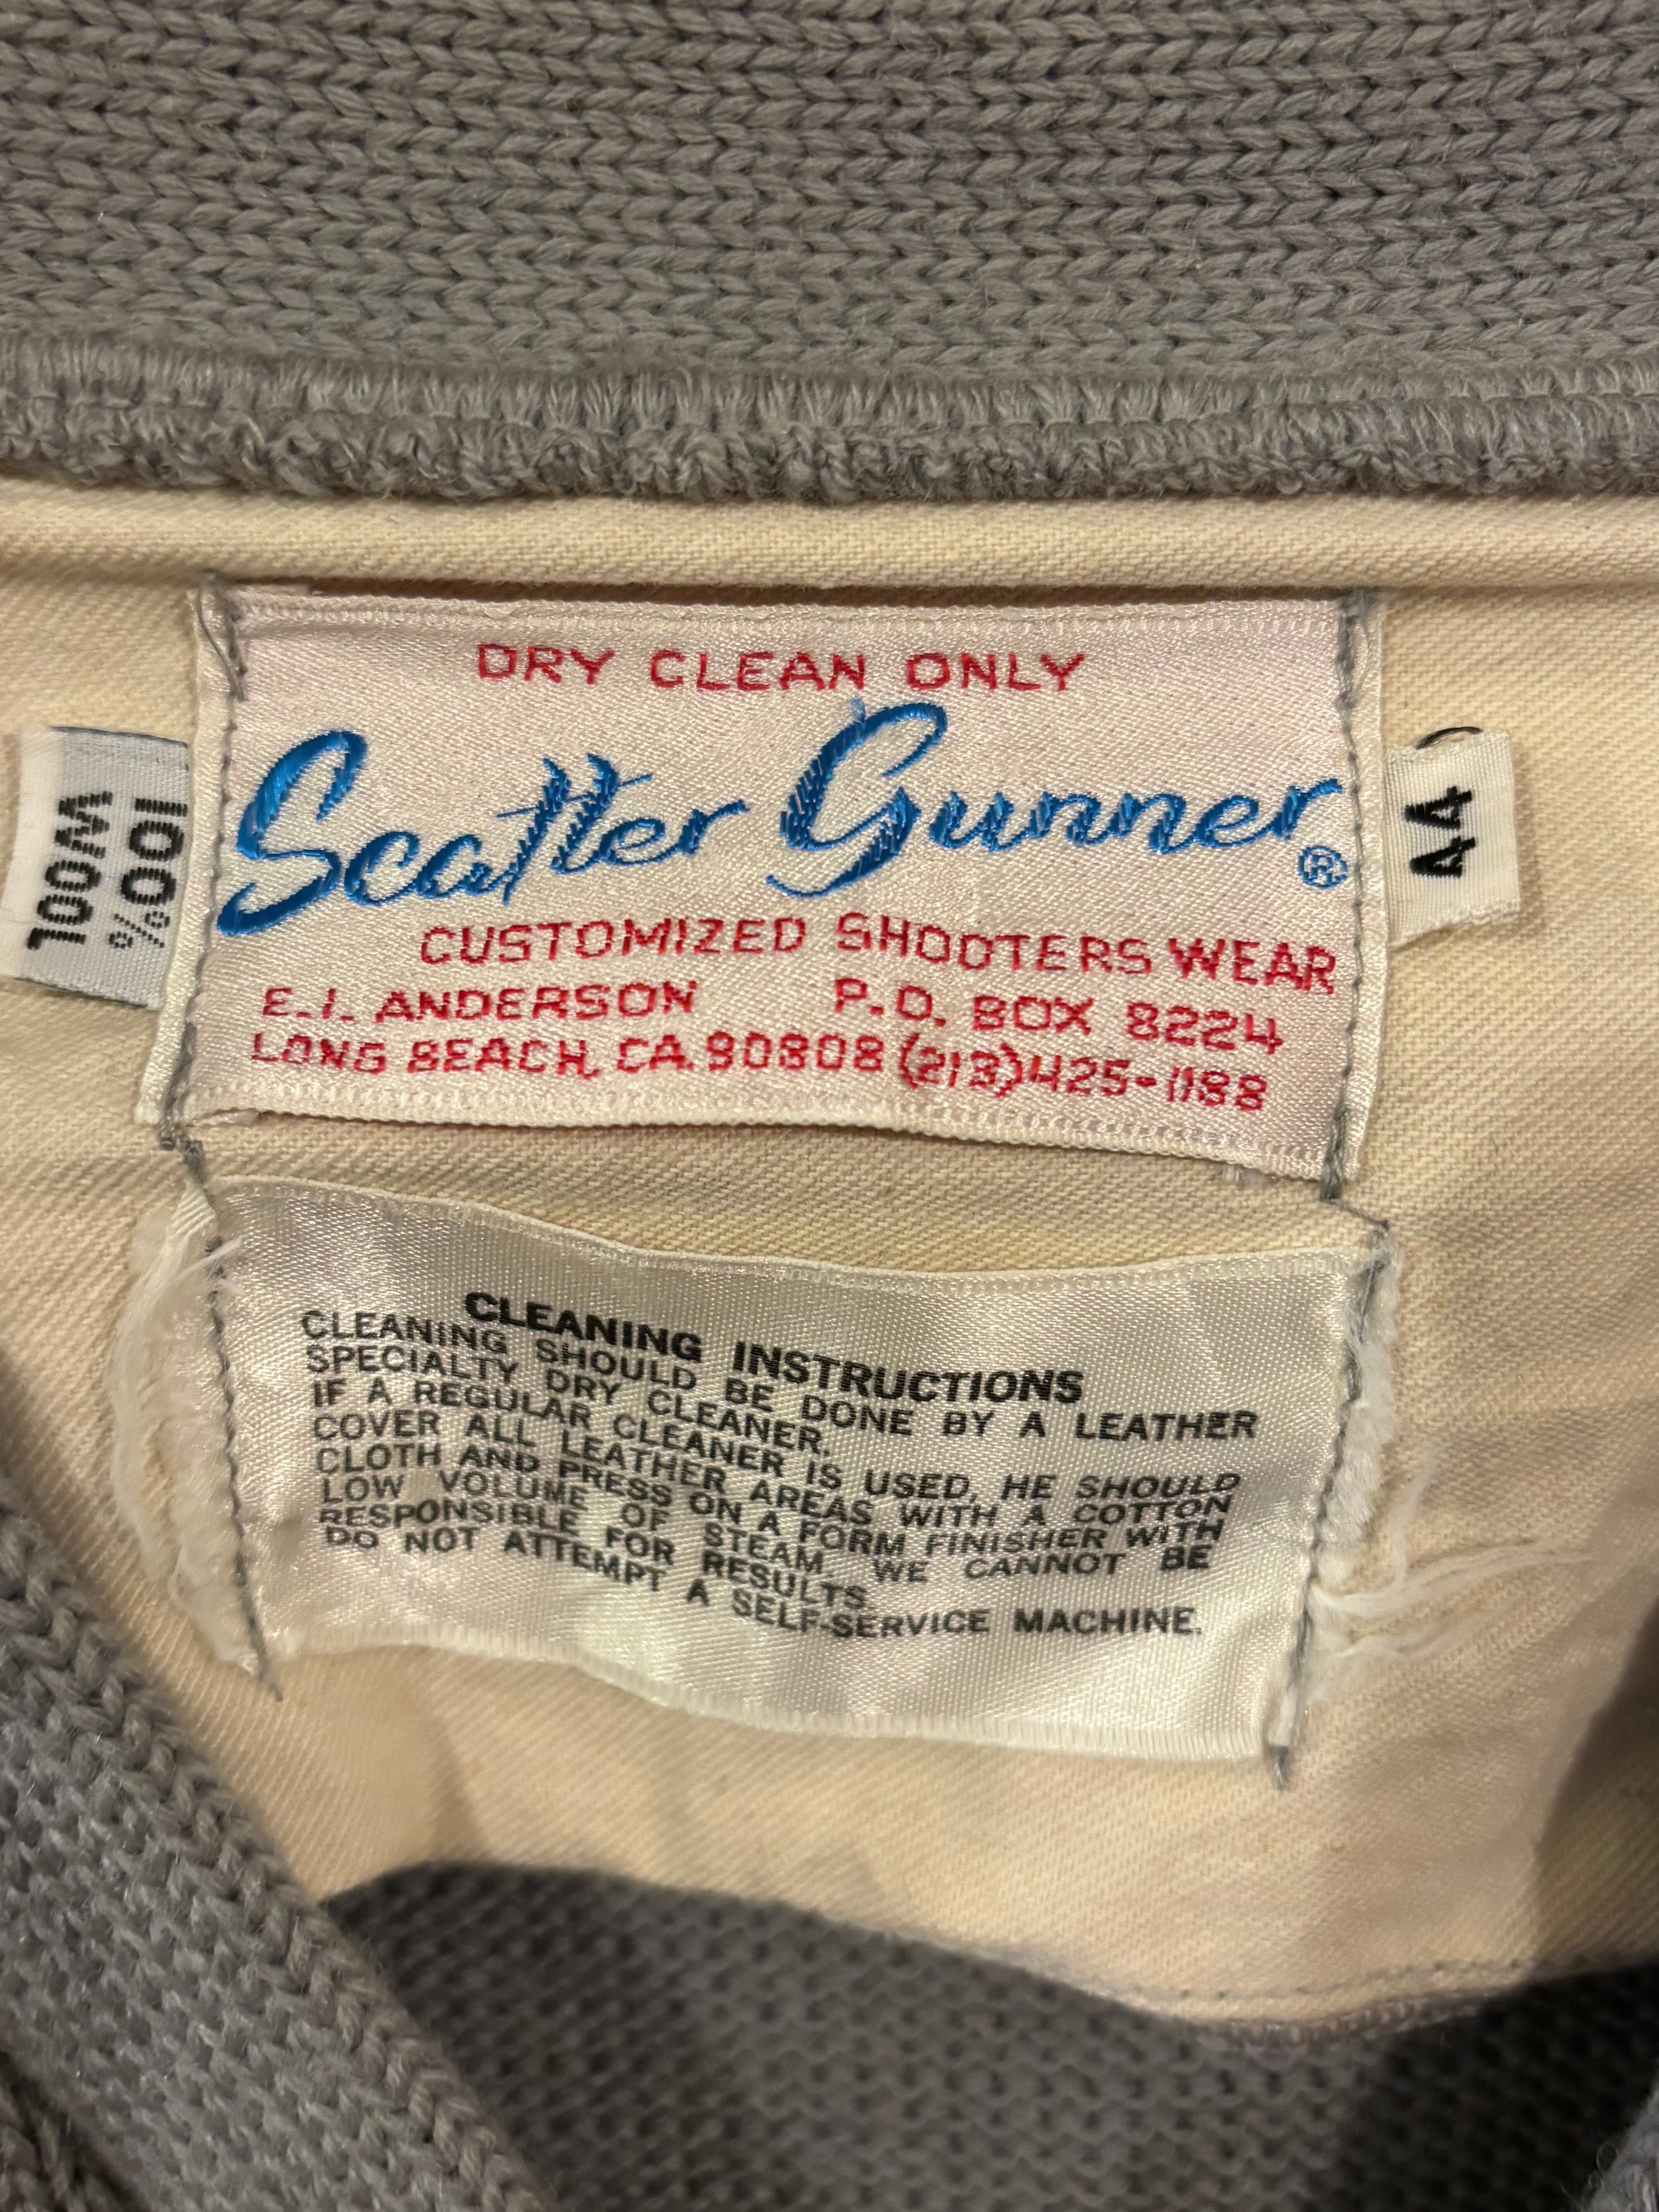 DRY CLEAN ONLY
Scatter Gunner ®
CUSTOMIZED SHOOTERS WEAR
E.I. ANDERSON P.O. BOX 8224
LONG BEACH, CA. 90808 (213) 425-1188
100%
WOOL
44
CLEANING INSTRUCTIONS
CLEANING SHOULD BE DONE BY A LEATHER
SPECIALTY DRY CLEANER.
IF A REGULAR CLEANER IS USED, HE SHOULD
COVER ALL LEATHER AREAS WITH A COTTON
CLOTH AND PRESS ON A FORM FINISHER WITH
LOW VOLUME OF STEAM. WE CANNOT BE
RESPONSIBLE FOR RESULTS.
DO NOT ATTEMPT A SELF-SERVICE MACHINE.